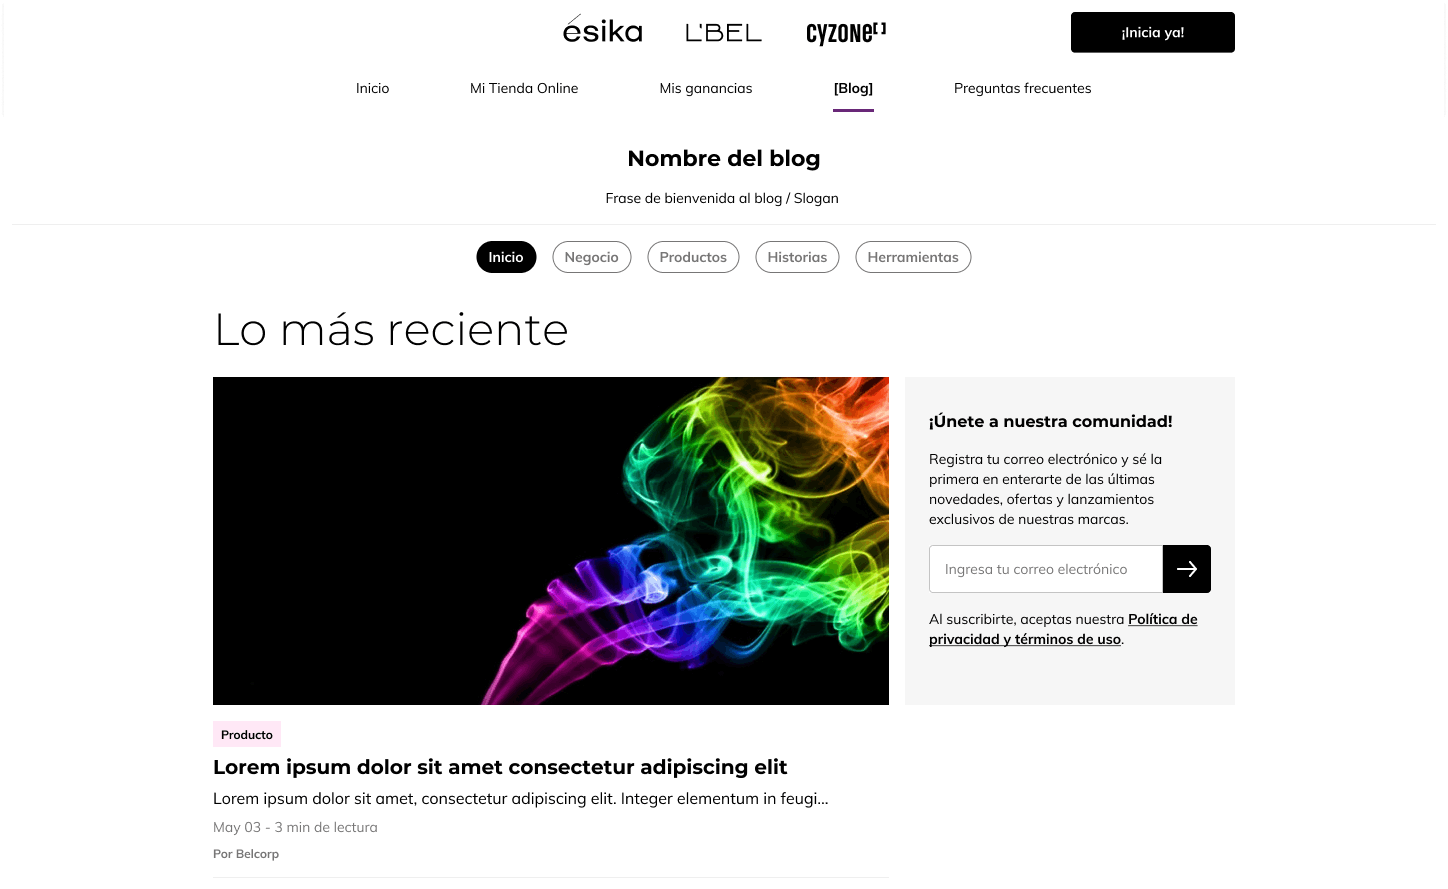 ésika L'BEL CYZONE ¡Inicia ya!
Inicio Mi Tienda Online Mis ganancias [Blog] Preguntas frecuentes
Nombre del blog
Frase de bienvenida al blog / Slogan
Inicio Negocio Productos Historias Herramientas
Lo más reciente
¡Únete a nuestra comunidad!
Registra tu correo electrónico y sé la
primera en enterarte de las últimas
novedades, ofertas y lanzamientos
exclusivos de nuestras marcas.
Ingresa tu correo electrónico
Al suscribirte, aceptas nuestra Política de
privacidad y términos de uso.
Producto
Lorem ipsum dolor sit amet consectetur adipiscing elit
Lorem ipsum dolor sit amet, consectetur adipiscing elit. Integer elementum in feugi...
May 03 - 3 min de lectura
Por Belcorp